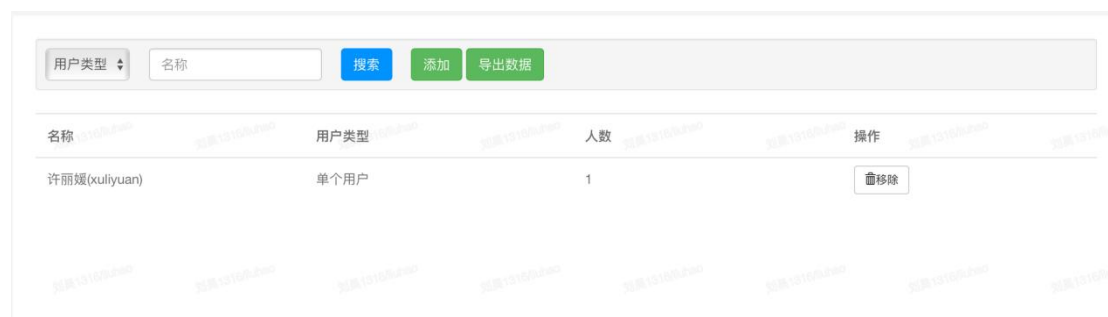 用户类型 名称 搜索 添加 导出数据
名称 用户类型 人数 操作
许丽媛(xuliyuan) 单个用户 1 移除